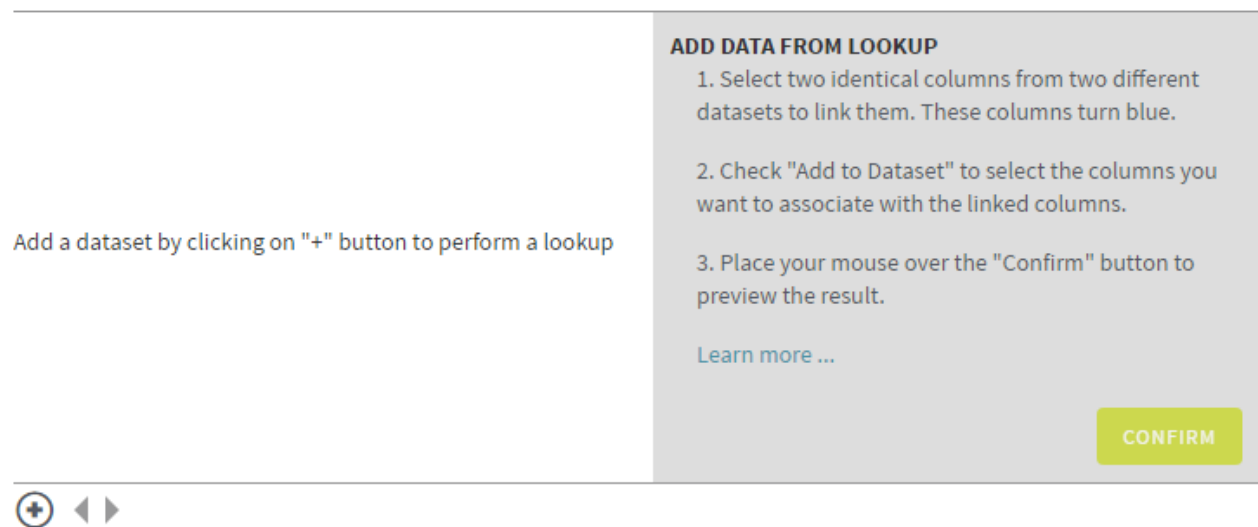 Add a dataset by clicking on "+" button to perform a lookup
ADD DATA FROM LOOKUP
1. Select two identical columns from two different
datasets to link them. These columns turn blue.
2. Check "Add to Dataset" to select the columns you
want to associate with the linked columns.
3. Place your mouse over the "Confirm" button to
preview the result.
Learn more ...
CONFIRM